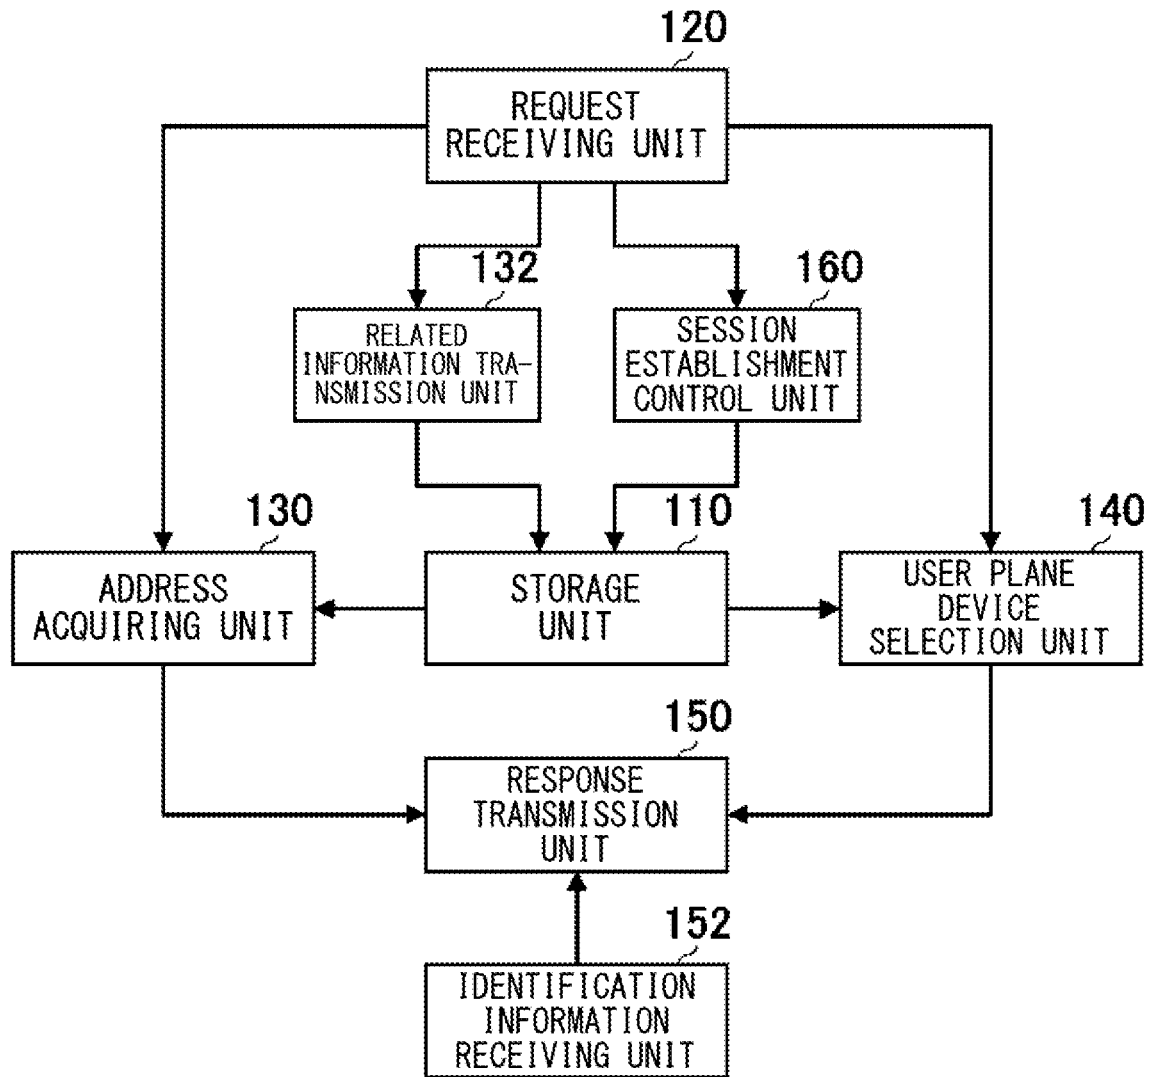 120
REQUEST
RECEIVING UNIT
132
RELATED
INFORMATION TRA-
NSMISSION UNIT
160
SESSION
ESTABLISHMENT
CONTROL UNIT
130
ADDRESS
ACQUIRING UNIT
110
STORAGE
UNIT
140
USER PLANE
DEVICE
SELECTION UNIT
150
RESPONSE
TRANSMISSION
UNIT
152
IDENTIFICATION
INFORMATION
RECEIVING UNIT